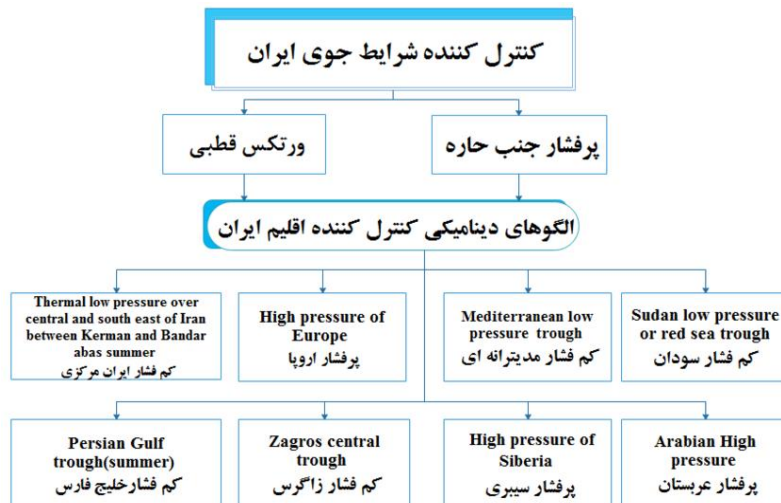 کنترل کننده شرایط جوی ایران
پرفشار جنب حاره
ورتکس قطبی
الگوهای دینامیکی کنترل کننده اقلیم ایران
Thermal low pressure over
central and south east of Iran
between Kerman and Bandar
abas summer
کم فشار ایران مرکزی
High pressure of
Europe
پرفشار اروپا
Mediterranean low
pressure trough
کم فشار مدیترانه ای
Sudan low pressure
or red sea trough
کم فشار سودان
Persian Gulf
trough(summer)
کم فشارخلیج فارس
Zagros central
trough
کم فشار زاگرس
High pressure of
Siberia
پرفشار سیبری
Arabian High
pressure
پرفشار عربستان